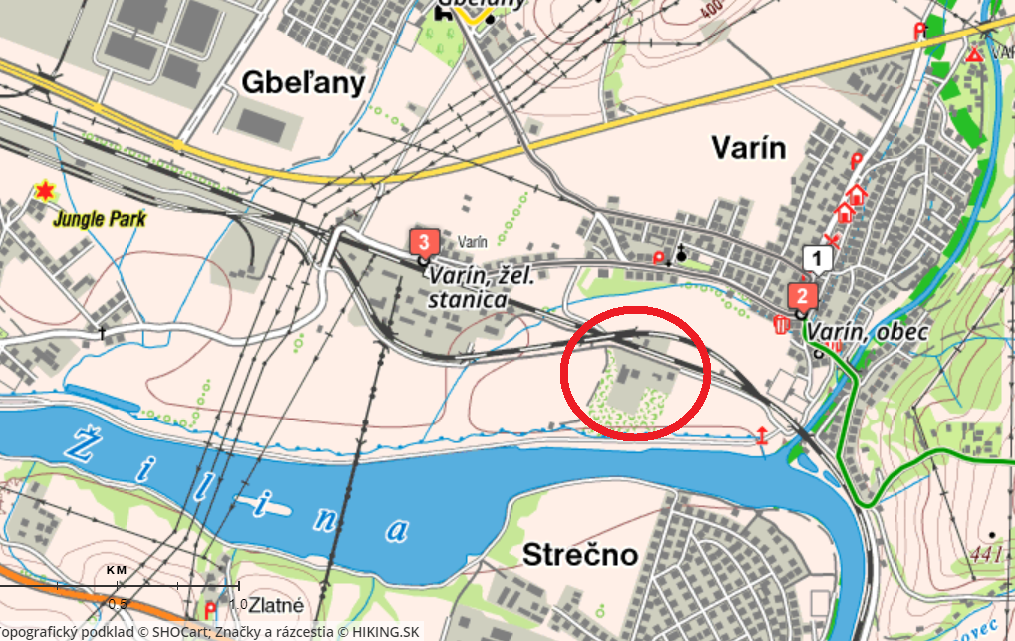 Gbeľany
400
Gbeľany
Varín
Jungle Park
3
Varín
1
Varín, žel.
stanica
2
Varín, obec
Žilina
Strečno
441
KM
0.5
1.0
Zlatné
Topografický podklad © SHOCart; Značky a rázcestia © HIKING.SK